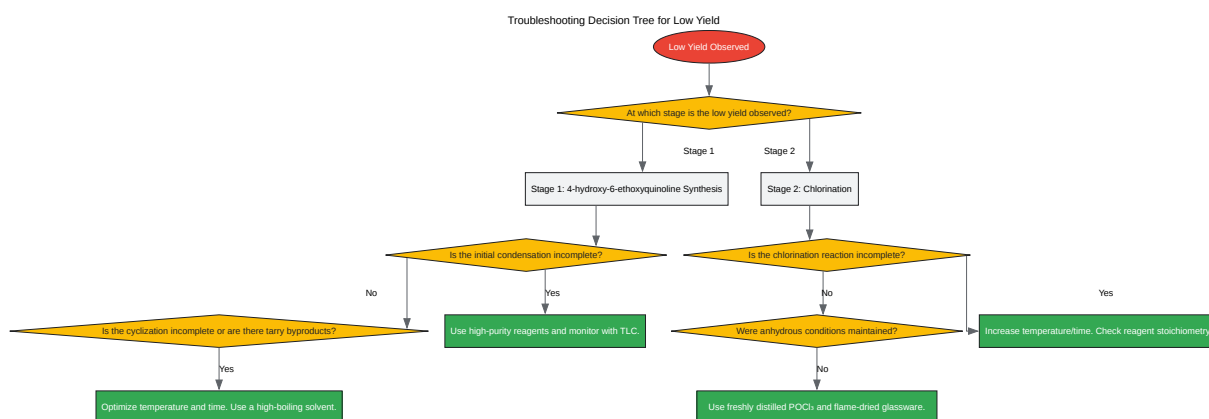 Troubleshooting Decision Tree for Low Yield
Low Yield Observed
At which stage is the low yield observed?
Stage 1
Stage 2
Stage 1: 4-hydroxy-6-ethoxyquinoline Synthesis
Stage 2: Chlorination
Is the initial condensation incomplete?
Is the chlorination reaction incomplete?
No
Yes
No
Yes
Is the cyclization incomplete or are there tarry byproducts?
Use high-purity reagents and monitor with TLC.
Were anhydrous conditions maintained?
Increase temperature/time. Check reagent stoichiometry
Yes
No
Optimize temperature and time. Use a high-boiling solvent.
Use freshly distilled POCl₃ and flame-dried glassware.